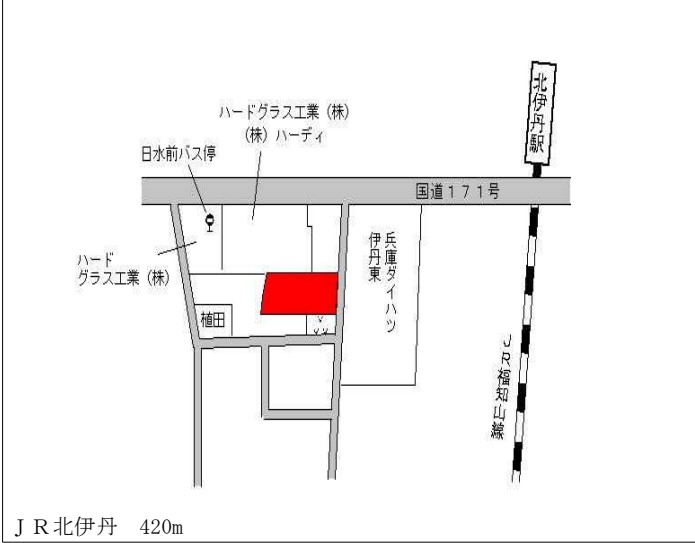 北伊丹駅
ハードグラス工業（株）
（株）ハーディ
日水前バス停
国道１７１号
兵庫ダイハツ
伊丹東
ハード
グラス工業（株）
植田
ＪＲ福知山線
ＪＲ北伊丹　420m